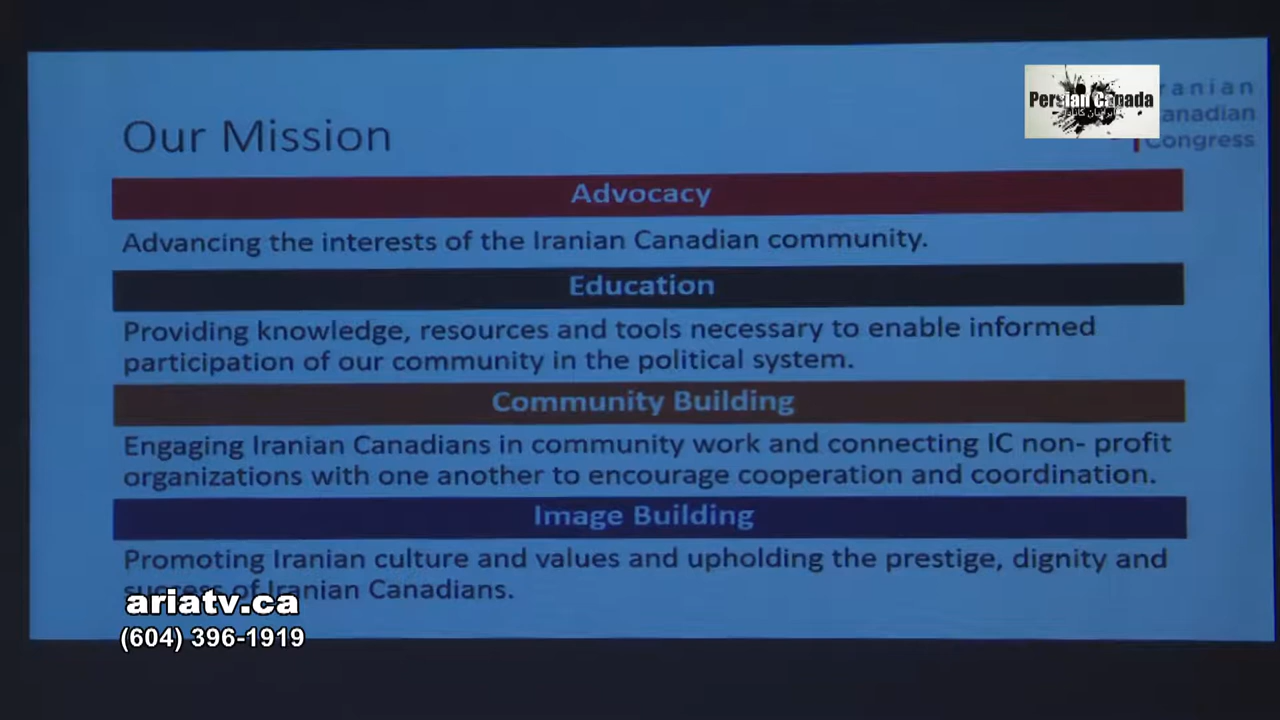 Our Mission
Persian Canada
ایرانیان کانادا
ranian
anadian
Congress
Advocacy
Advancing the interests of the Iranian Canadian community.
Education
Providing knowledge, resources and tools necessary to enable informed
participation of our community in the political system.
Community Building
Engaging Iranian Canadians in community work and connecting IC non- profit
organizations with one another to encourage cooperation and coordination.
Image Building
Promoting Iranian culture and values and upholding the prestige, dignity and
success of Iranian Canadians.
ariatv.ca
(604) 396-1919